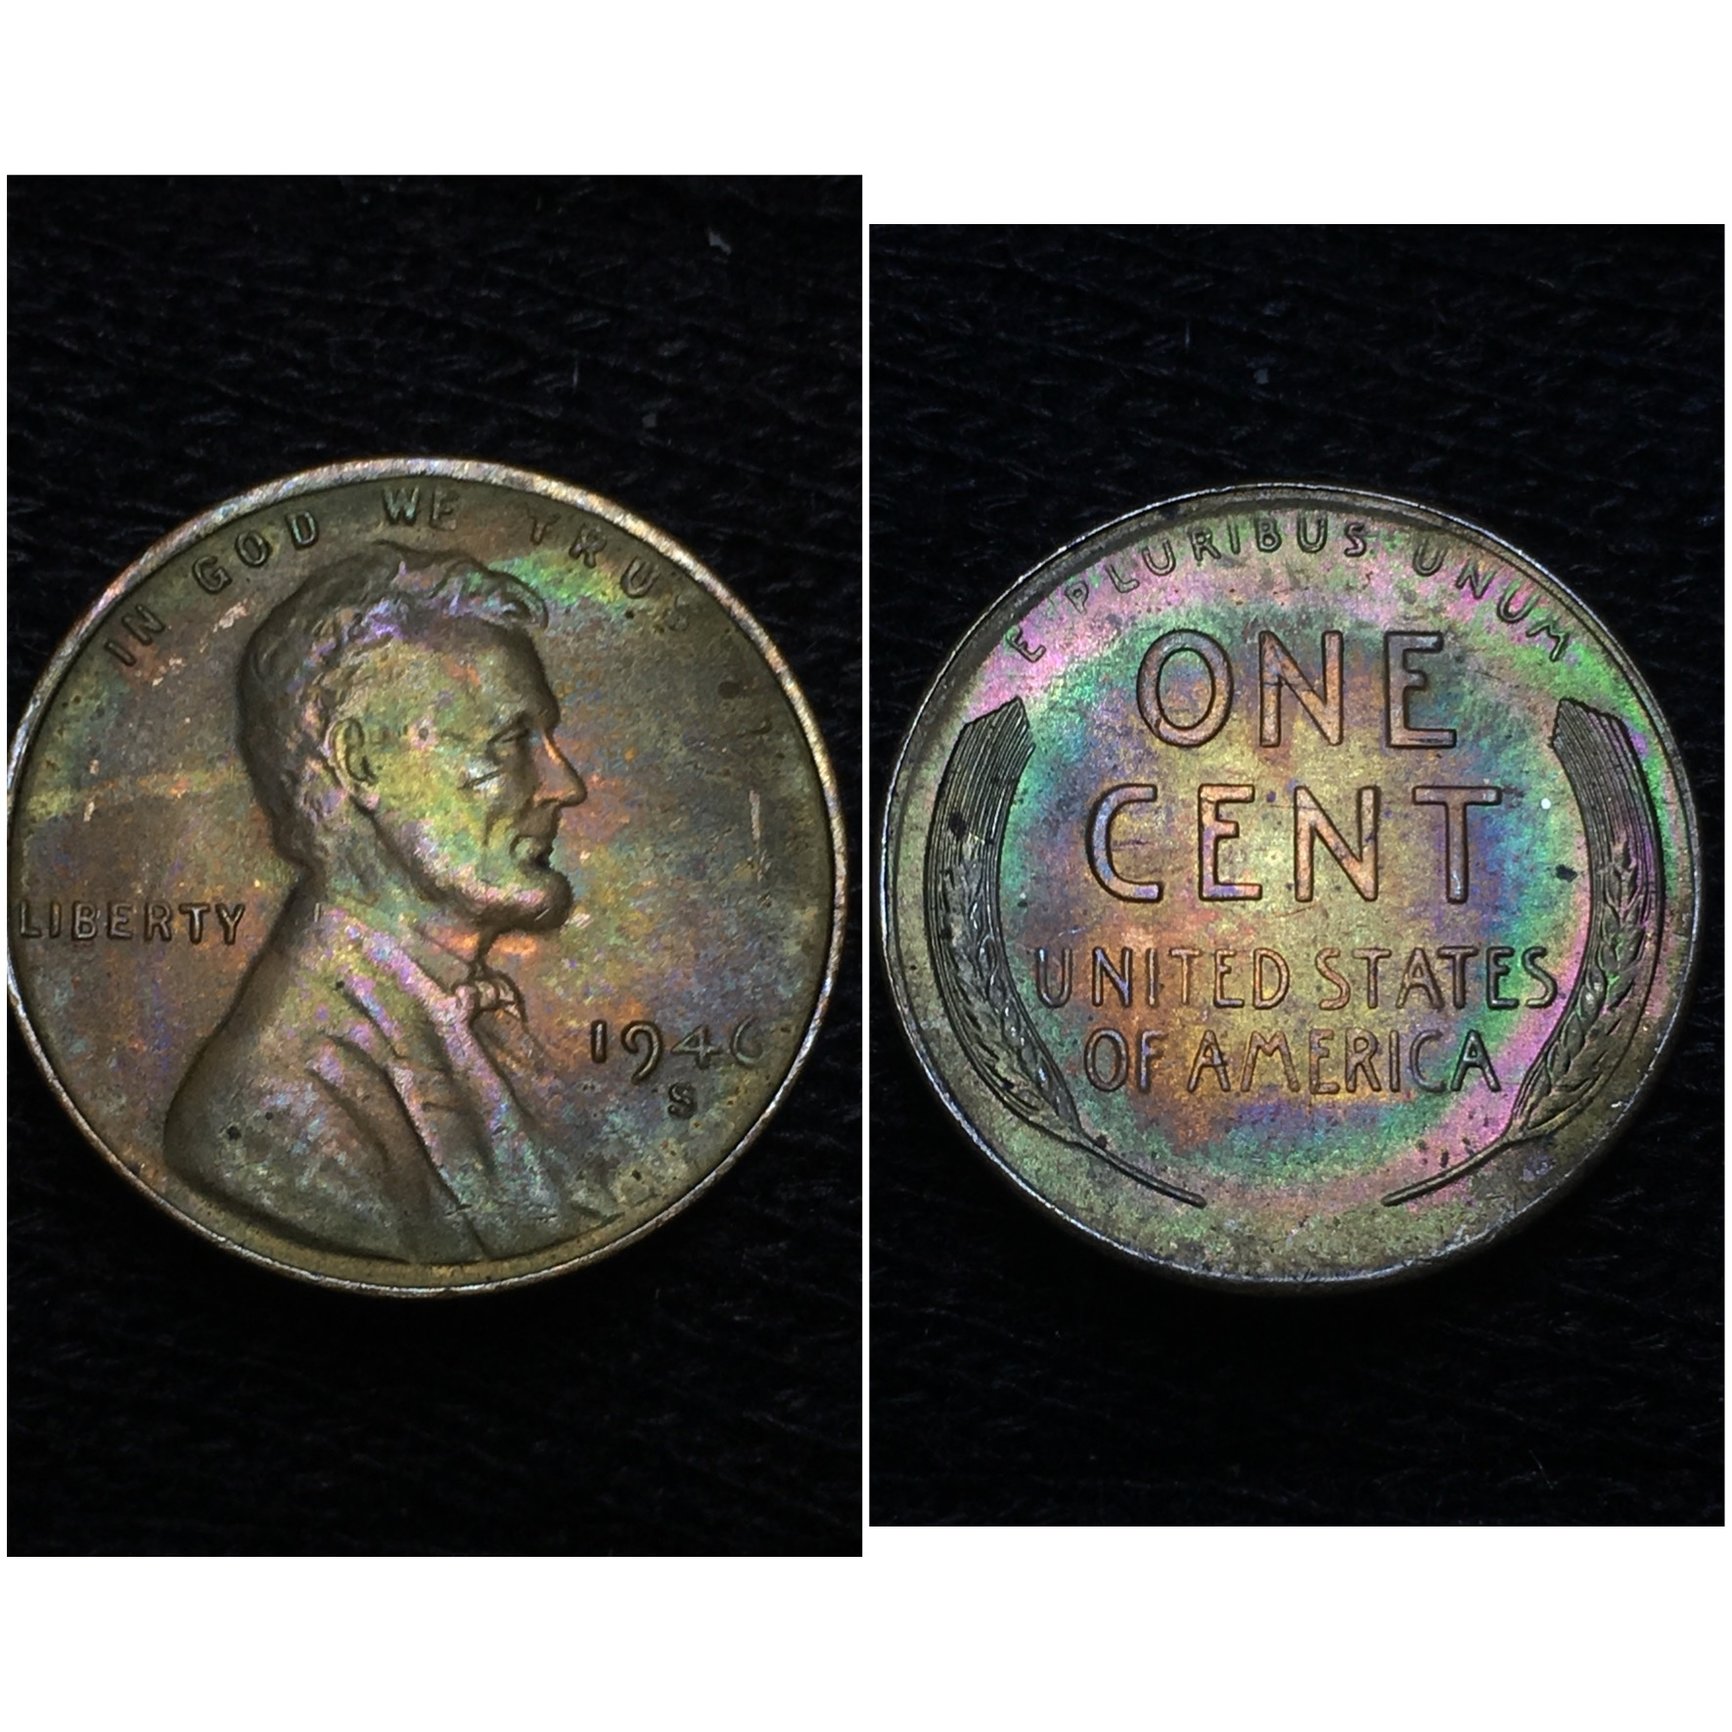 IN GOD WE TRUST
LIBERTY
1946
S
E PLURIBUS UNUM
ONE
CENT
UNITED STATES
OF AMERICA